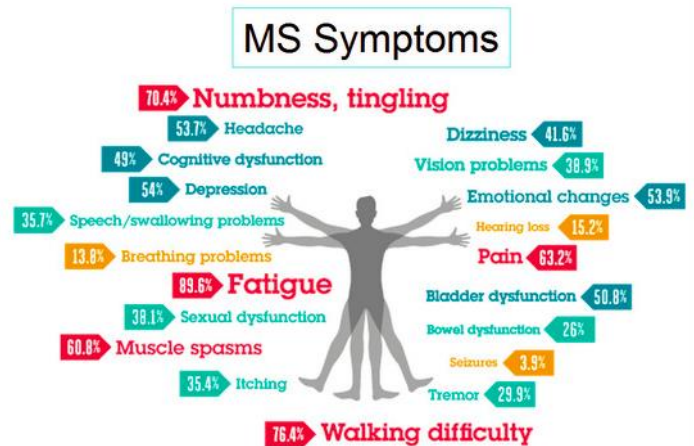 MS Symptoms
70.4% Numbness, tingling
53.7% Headache
49% Cognitive dysfunction
54% Depression
35.7% Speech/swallowing problems
13.8% Breathing problems
89.6% Fatigue
38.1% Sexual dysfunction
60.8% Muscle spasms
35.4% Itching
76.4% Walking difficulty
Dizziness 41.6%
Vision problems 38.9%
Emotional changes 53.9%
Hearing loss 15.2%
Pain 63.2%
Bladder dysfunction 50.8%
Bowel dysfunction 26%
Seizures 3.9%
Tremor 29.9%